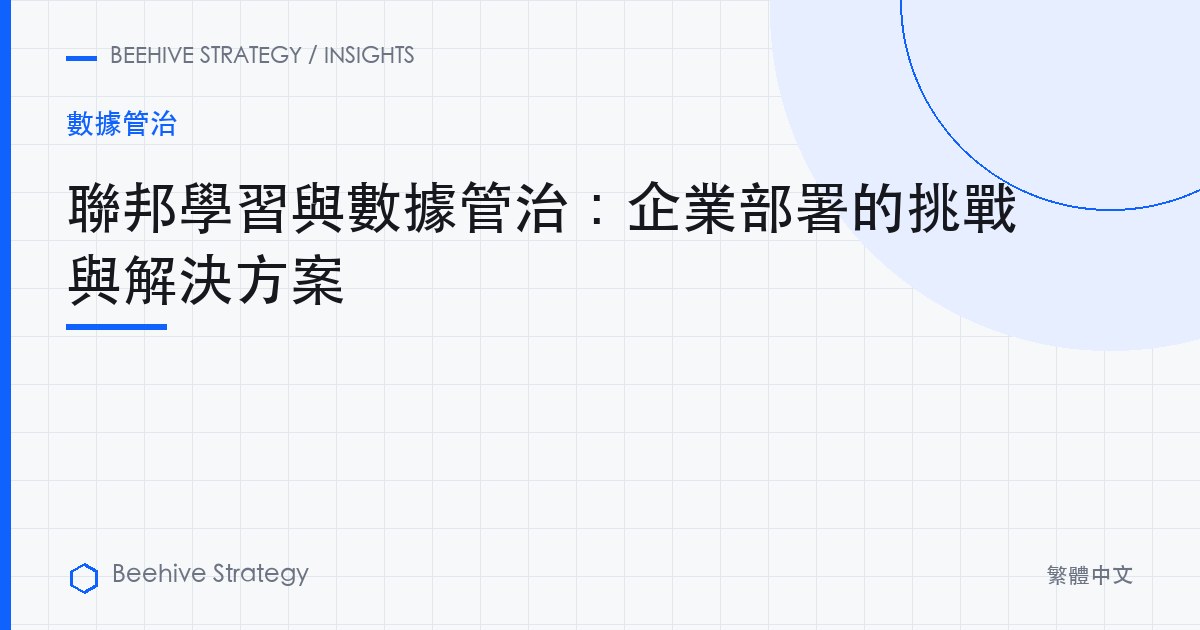 BEEHIVE STRATEGY / INSIGHTS
數據管治
聯邦學習與數據管治：企業部署的挑戰
與解決方案
Beehive Strategy
繁體中文